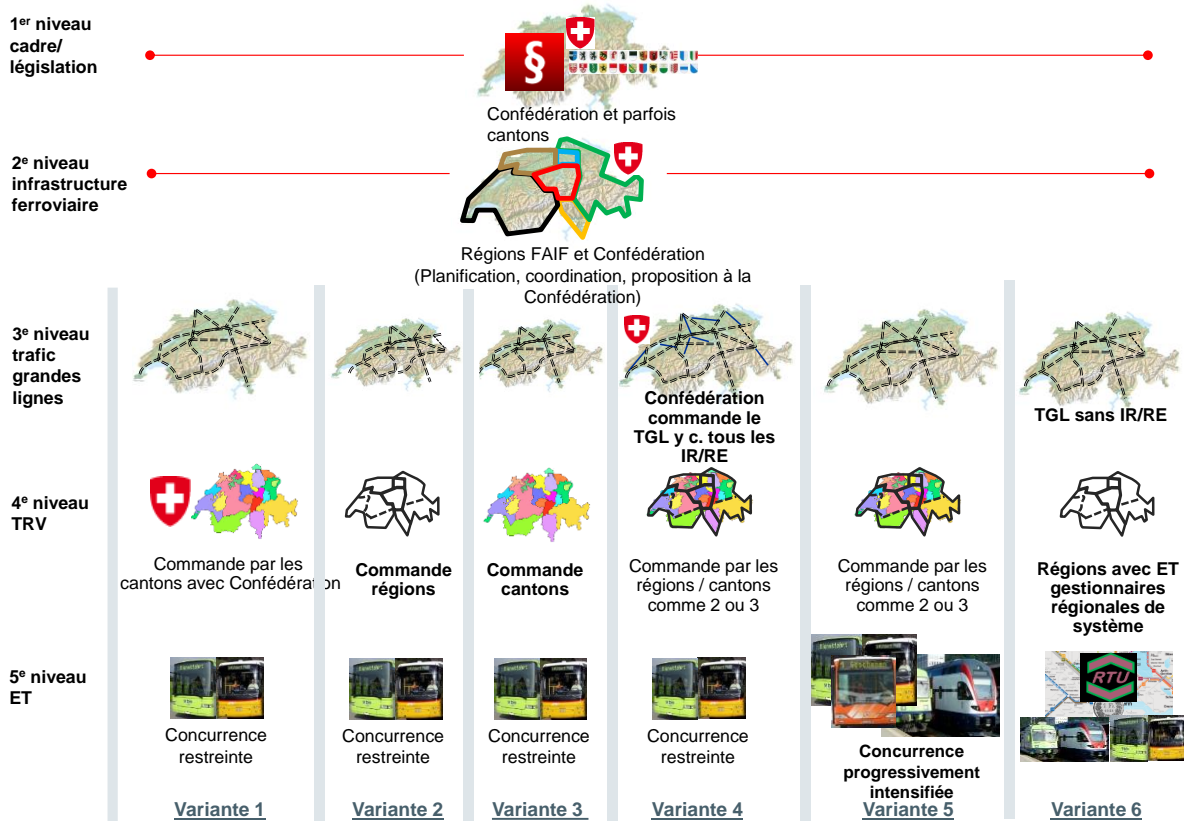 1er niveau
cadre/
législation
§
Confédération et parfois
cantons
2e niveau
infrastructure
ferroviaire
Régions FAIF et Confédération
(Planification, coordination, proposition à la
Confédération)
3e niveau
trafic
grandes
lignes
Confédération
commande le
TGL y c. tous les
IR/RE
TGL sans IR/RE
4e niveau
TRV
Commande par les
cantons avec Confédération
Commande
régions
Commande
cantons
Commande par les
régions / cantons
comme 2 ou 3
Commande par les
régions / cantons
comme 2 ou 3
Régions avec ET
gestionnaires
régionales de
système
5e niveau
ET
RTU
Concurrence
restreinte
Concurrence
restreinte
Concurrence
restreinte
Concurrence
restreinte
Concurrence
progressivement
intensifiée
Variante 1
Variante 2
Variante 3
Variante 4
Variante 5
Variante 6